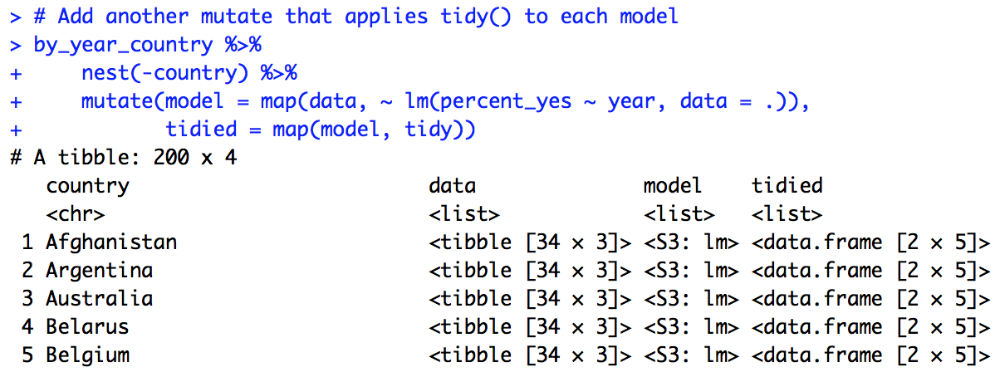 > # Add another mutate that applies tidy() to each model
> by_year_country %>%
+     nest(-country) %>%
+     mutate(model = map(data, ~ lm(percent_yes ~ year, data = .)),
+            tidied = map(model, tidy))
# A tibble: 200 x 4
   country                           data              model    tidied
   <chr>                             <list>            <list>   <list>
 1 Afghanistan                       <tibble [34 × 3]> <S3: lm> <data.frame [2 × 5]>
 2 Argentina                         <tibble [34 × 3]> <S3: lm> <data.frame [2 × 5]>
 3 Australia                         <tibble [34 × 3]> <S3: lm> <data.frame [2 × 5]>
 4 Belarus                           <tibble [34 × 3]> <S3: lm> <data.frame [2 × 5]>
 5 Belgium                           <tibble [34 × 3]> <S3: lm> <data.frame [2 × 5]>